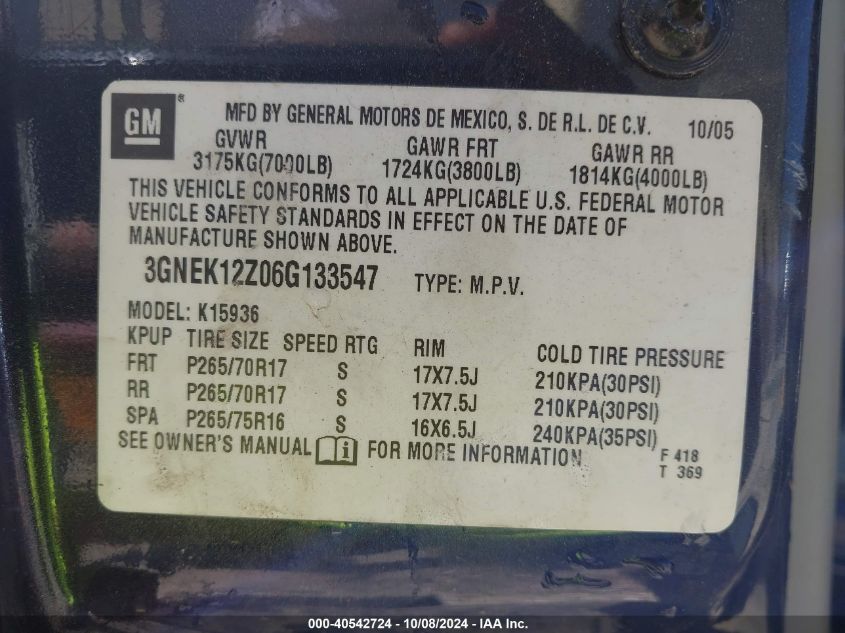 GM ® MFD BY GENERAL MOTORS DE MEXICO, S. DE R.L. DE C.V. 10/05
GVWR GAWR FRT GAWR RR
3175KG(7000LB) 1724KG(3800LB) 1814KG(4000LB)
THIS VEHICLE CONFORMS TO ALL APPLICABLE U.S. FEDERAL MOTOR
VEHICLE SAFETY STANDARDS IN EFFECT ON THE DATE OF
MANUFACTURE SHOWN ABOVE.
3GNEK12Z06G133547 TYPE: M.P.V.
MODEL: K15936
KPUP TIRE SIZE SPEED RTG RIM COLD TIRE PRESSURE
FRT P265/70R17 S 17X7.5J 210KPA(30PSI)
RR P265/70R17 S 17X7.5J 210KPA(30PSI)
SPA P265/75R16 S 16X6.5J 240KPA(35PSI)
SEE OWNER'S MANUAL i FOR MORE INFORMATION F 418
T 369
000-40542724 - 10/08/2024 - IAA Inc.